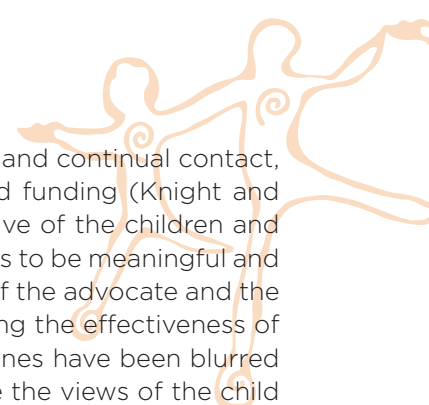 and continual contact,
d funding (Knight and
ve of the children and
s to be meaningful and
f the advocate and the
ng the effectiveness of
nes have been blurred
e the views of the child